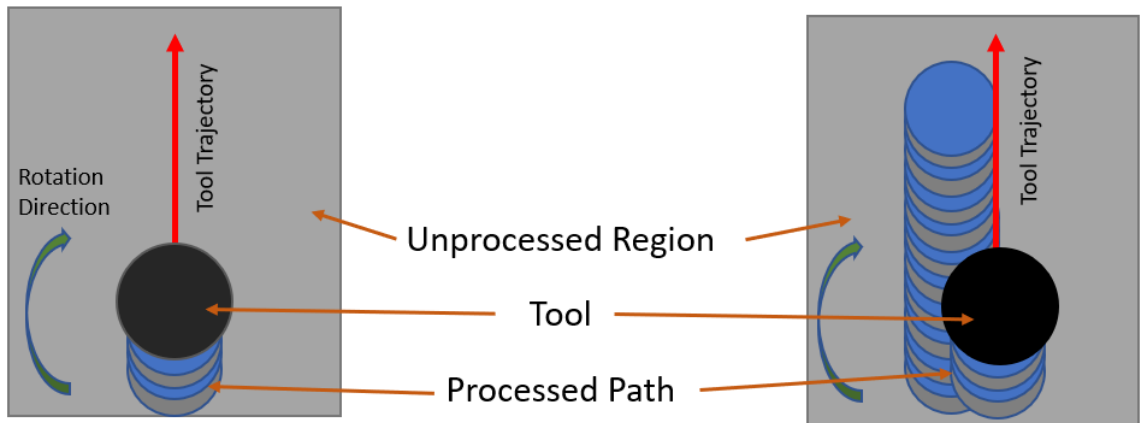 Tool Trajectory
Rotation
Direction
Unprocessed Region
Tool
Processed Path
Tool Trajectory